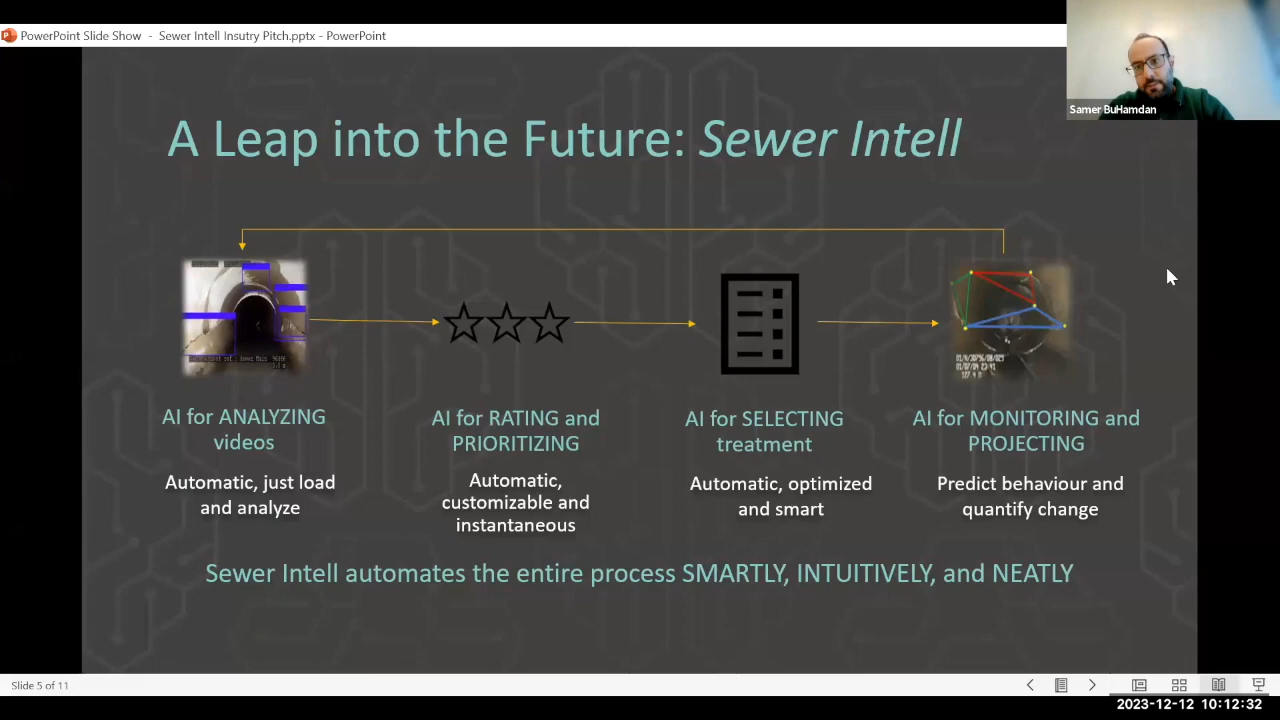 PowerPoint Slide Show - Sewer Intell Insutry Pitch.pptx - PowerPoint
Samer BuHamdan
A Leap into the Future: Sewer Intell
AI for ANALYZING
videos
Automatic, just load
and analyze
AI for RATING and
PRIORITIZING
Automatic,
customizable and
instantaneous
AI for SELECTING
treatment
Automatic, optimized
and smart
AI for MONITORING and
PROJECTING
Predict behaviour and
quantify change
Sewer Intell automates the entire process SMARTLY, INTUITIVELY, and NEATLY
Slide 5 of 11
2023-12-12 10:12:32